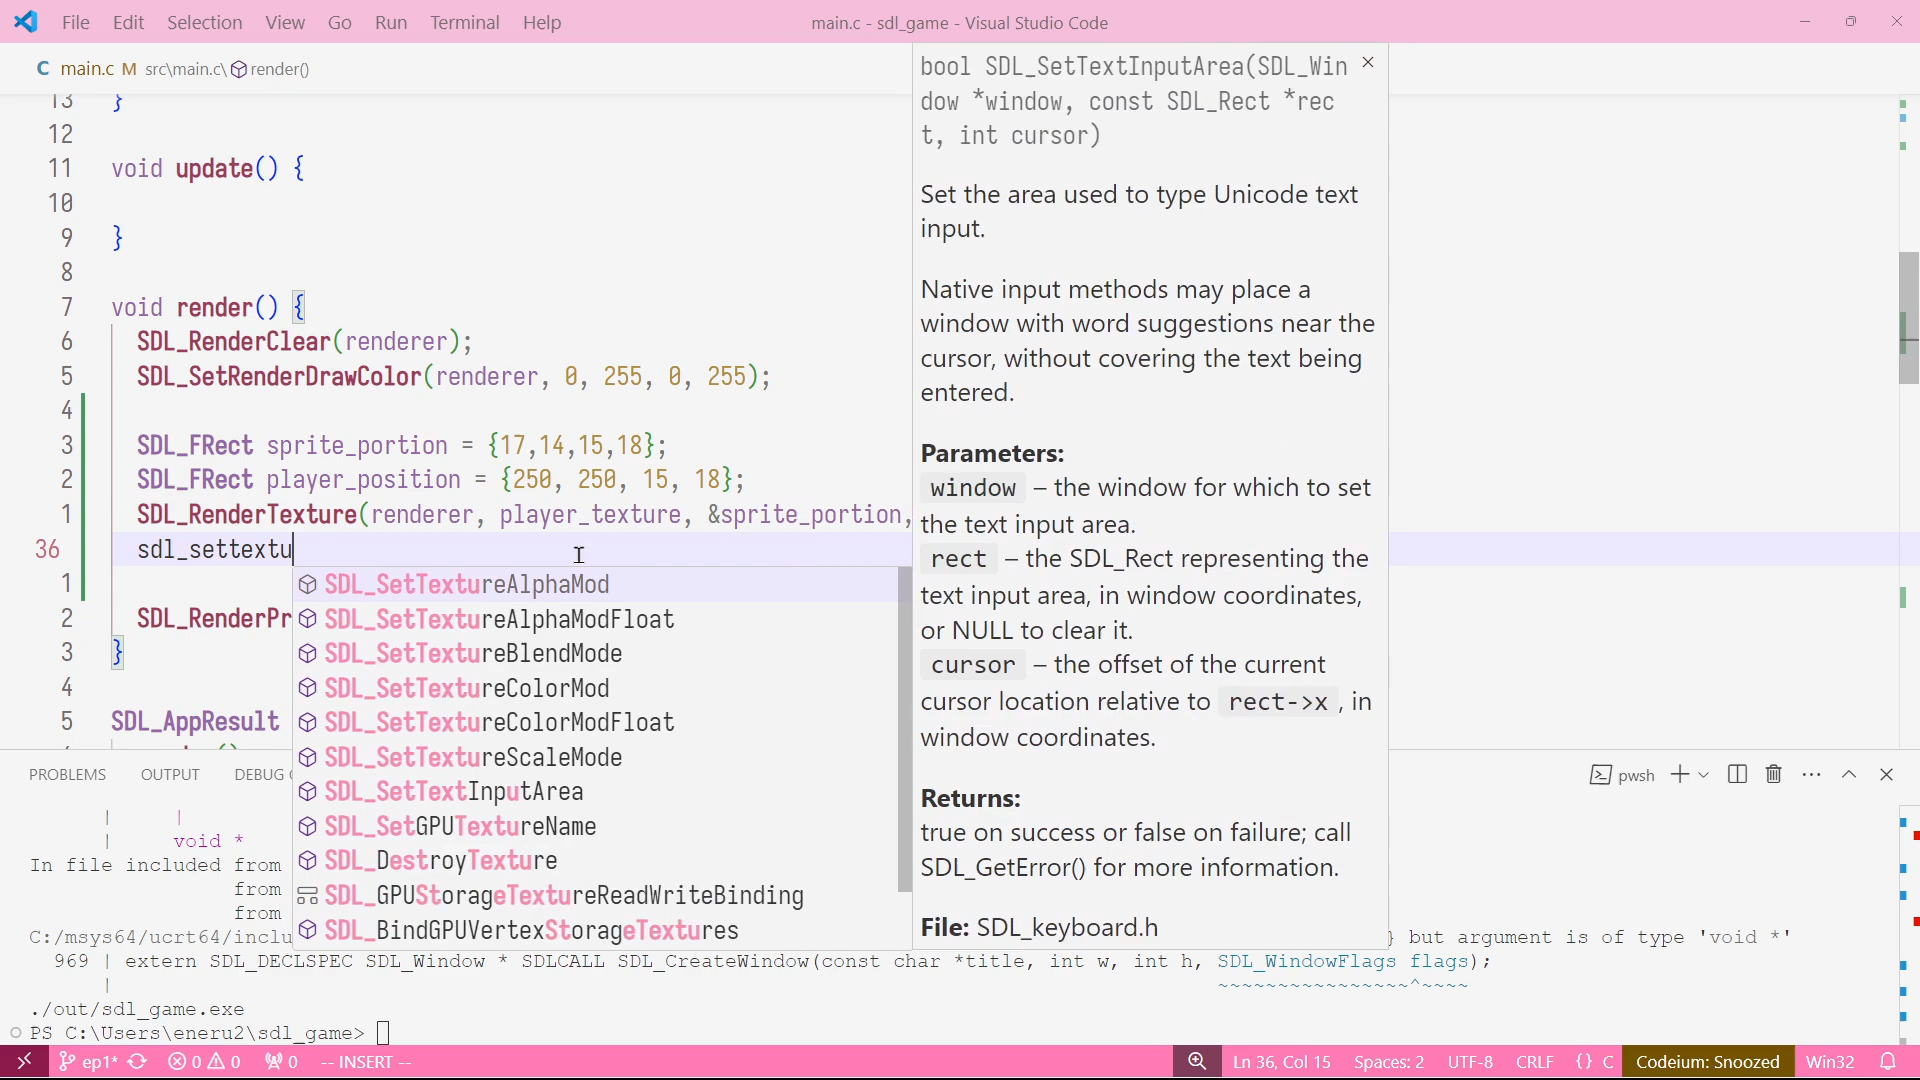 File Edit Selection View Go Run Terminal Help
main.c - sdl_game - Visual Studio Code
C main.c M src\main.c\ render()
13 }
12
11 void update() {
10
9 }
8
7 void render() {
6 SDL_RenderClear(renderer);
5 SDL_SetRenderDrawColor(renderer, 0, 255, 0, 255);
4
3 SDL_FRect sprite_portion = {17,14,15,18};
2 SDL_FRect player_position = {250, 250, 15, 18};
1 SDL_RenderTexture(renderer, player_texture, &sprite_portion,
36 sdl_settextu
1
2 SDL_RenderPr
3 }
4
5 SDL_AppResult
SDL_SetTextureAlphaMod
SDL_SetTextureAlphaModFloat
SDL_SetTextureBlendMode
SDL_SetTextureColorMod
SDL_SetTextureColorModFloat
SDL_SetTextureScaleMode
SDL_SetTextInputArea
SDL_SetGPUTextureName
SDL_DestroyTexture
SDL_GPUStorageTextureReadWriteBinding
SDL_BindGPUVertexStorageTextures
bool SDL_SetTextInputArea(SDL_Win
dow *window, const SDL_Rect *rec
t, int cursor)
Set the area used to type Unicode text
input.
Native input methods may place a
window with word suggestions near the
cursor, without covering the text being
entered.
Parameters:
window – the window for which to set
the text input area.
rect – the SDL_Rect representing the
text input area, in window coordinates,
or NULL to clear it.
cursor – the offset of the current
cursor location relative to rect->x , in
window coordinates.
Returns:
true on success or false on failure; call
SDL_GetError() for more information.
File: SDL_keyboard.h
PROBLEMS OUTPUT DEBUG
pwsh
| |
| void *
In file included from
from
from
C:/msys64/ucrt64/inclu } but argument is of type 'void *'
969 | extern SDL_DECLSPEC SDL_Window * SDLCALL SDL_CreateWindow(const char *title, int w, int h, SDL_WindowFlags flags);
| ~~~~~~~~~~~~~~~~^~~~~
./out/sdl_game.exe
PS C:\Users\eneru2\sdl_game>
ep1* 0 0 0 -- INSERT -- Ln 36, Col 15 Spaces: 2 UTF-8 CRLF {} C Codeium: Snoozed Win32